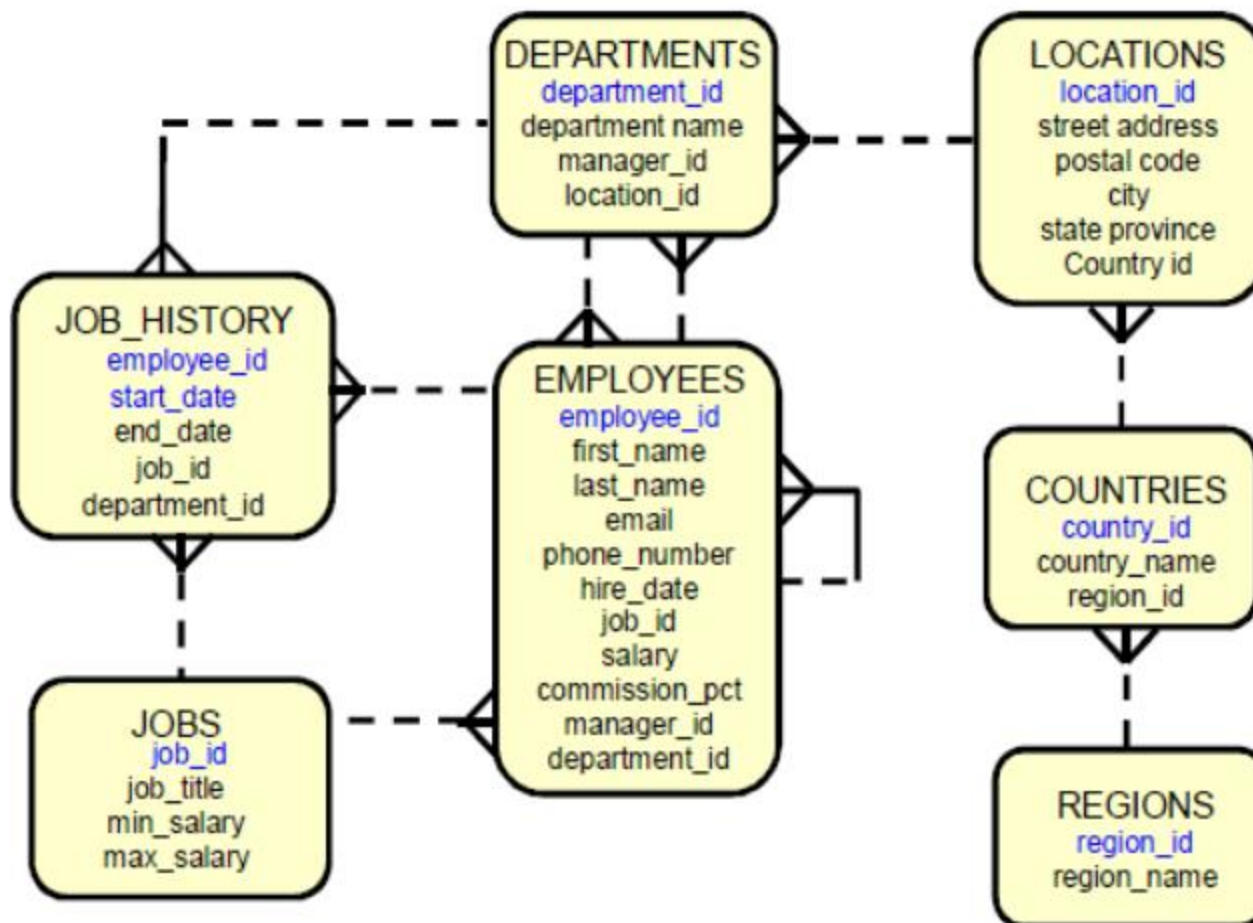 DEPARTMENTS
department_id
department name
manager_id
location_id
LOCATIONS
location_id
street address
postal code
city
state province
Country id
JOB_HISTORY
employee_id
start_date
end_date
job_id
department_id
EMPLOYEES
employee_id
first_name
last_name
email
phone_number
hire_date
job_id
salary
commission_pct
manager_id
department_id
COUNTRIES
country_id
country_name
region_id
JOBS
job_id
job_title
min_salary
max_salary
REGIONS
region_id
region_name